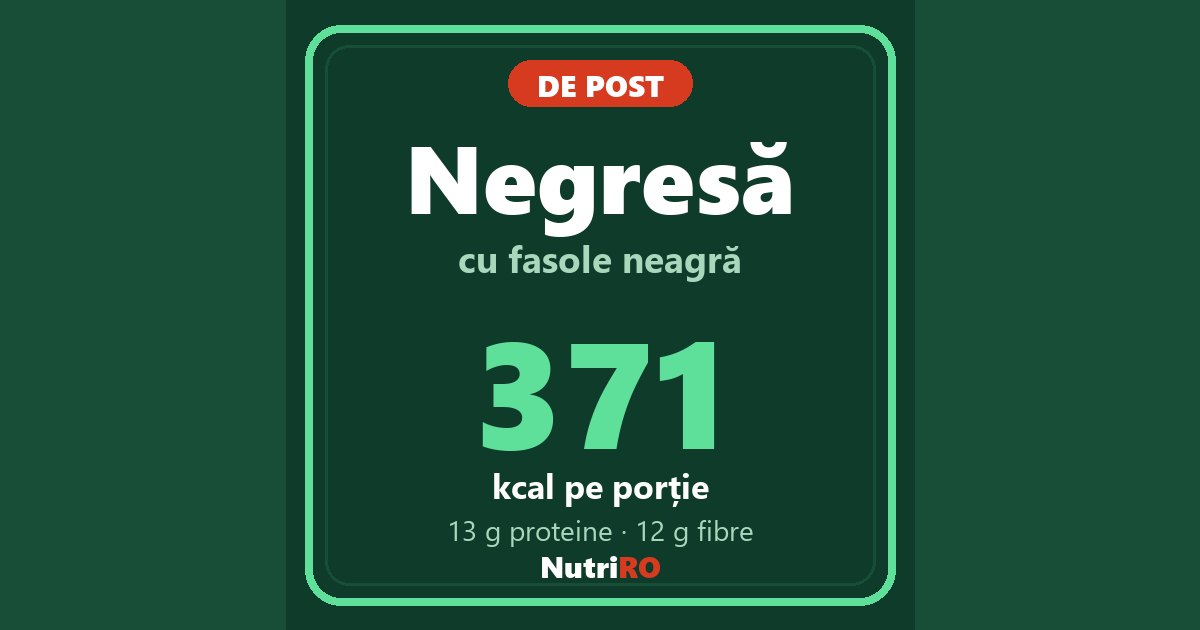 DE POST
Negresă
cu fasole neagră
371
kcal pe porție
13 g proteine · 12 g fibre
NutriRO